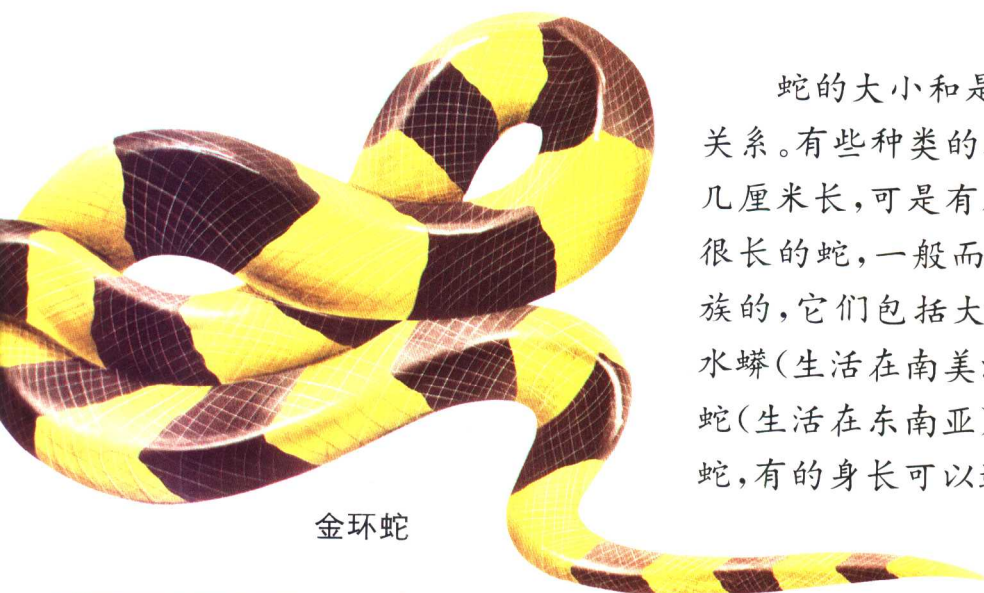 蛇的大小和是
关系。有些种类的
几厘米长，可是有
很长的蛇，一般而
族的，它们包括大
水蟒（生活在南美
蛇（生活在东南亚
蛇，有的身长可以
金环蛇